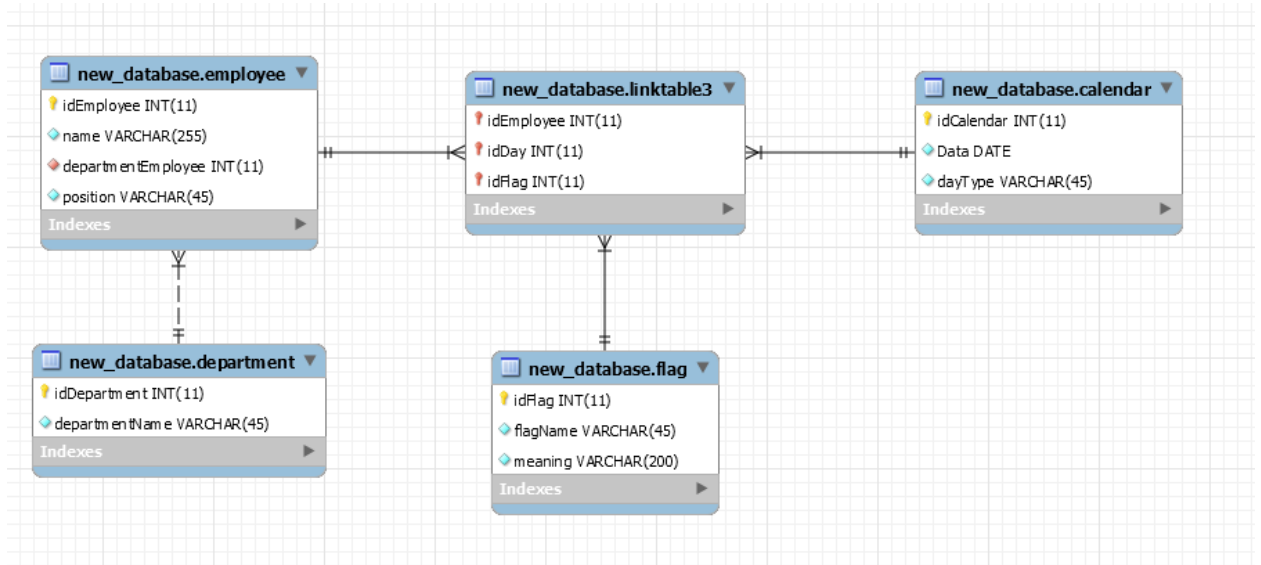 new_database.employee
idEmployee INT(11)
name VARCHAR(255)
departmentEmployee INT(11)
position VARCHAR(45)
Indexes
new_database.linktable3
idEmployee INT(11)
idDay INT(11)
idFlag INT(11)
Indexes
new_database.calendar
idCalendar INT(11)
Data DATE
dayType VARCHAR(45)
Indexes
new_database.department
idDepartment INT(11)
departmentName VARCHAR(45)
Indexes
new_database.flag
idFlag INT(11)
flagName VARCHAR(45)
meaning VARCHAR(200)
Indexes